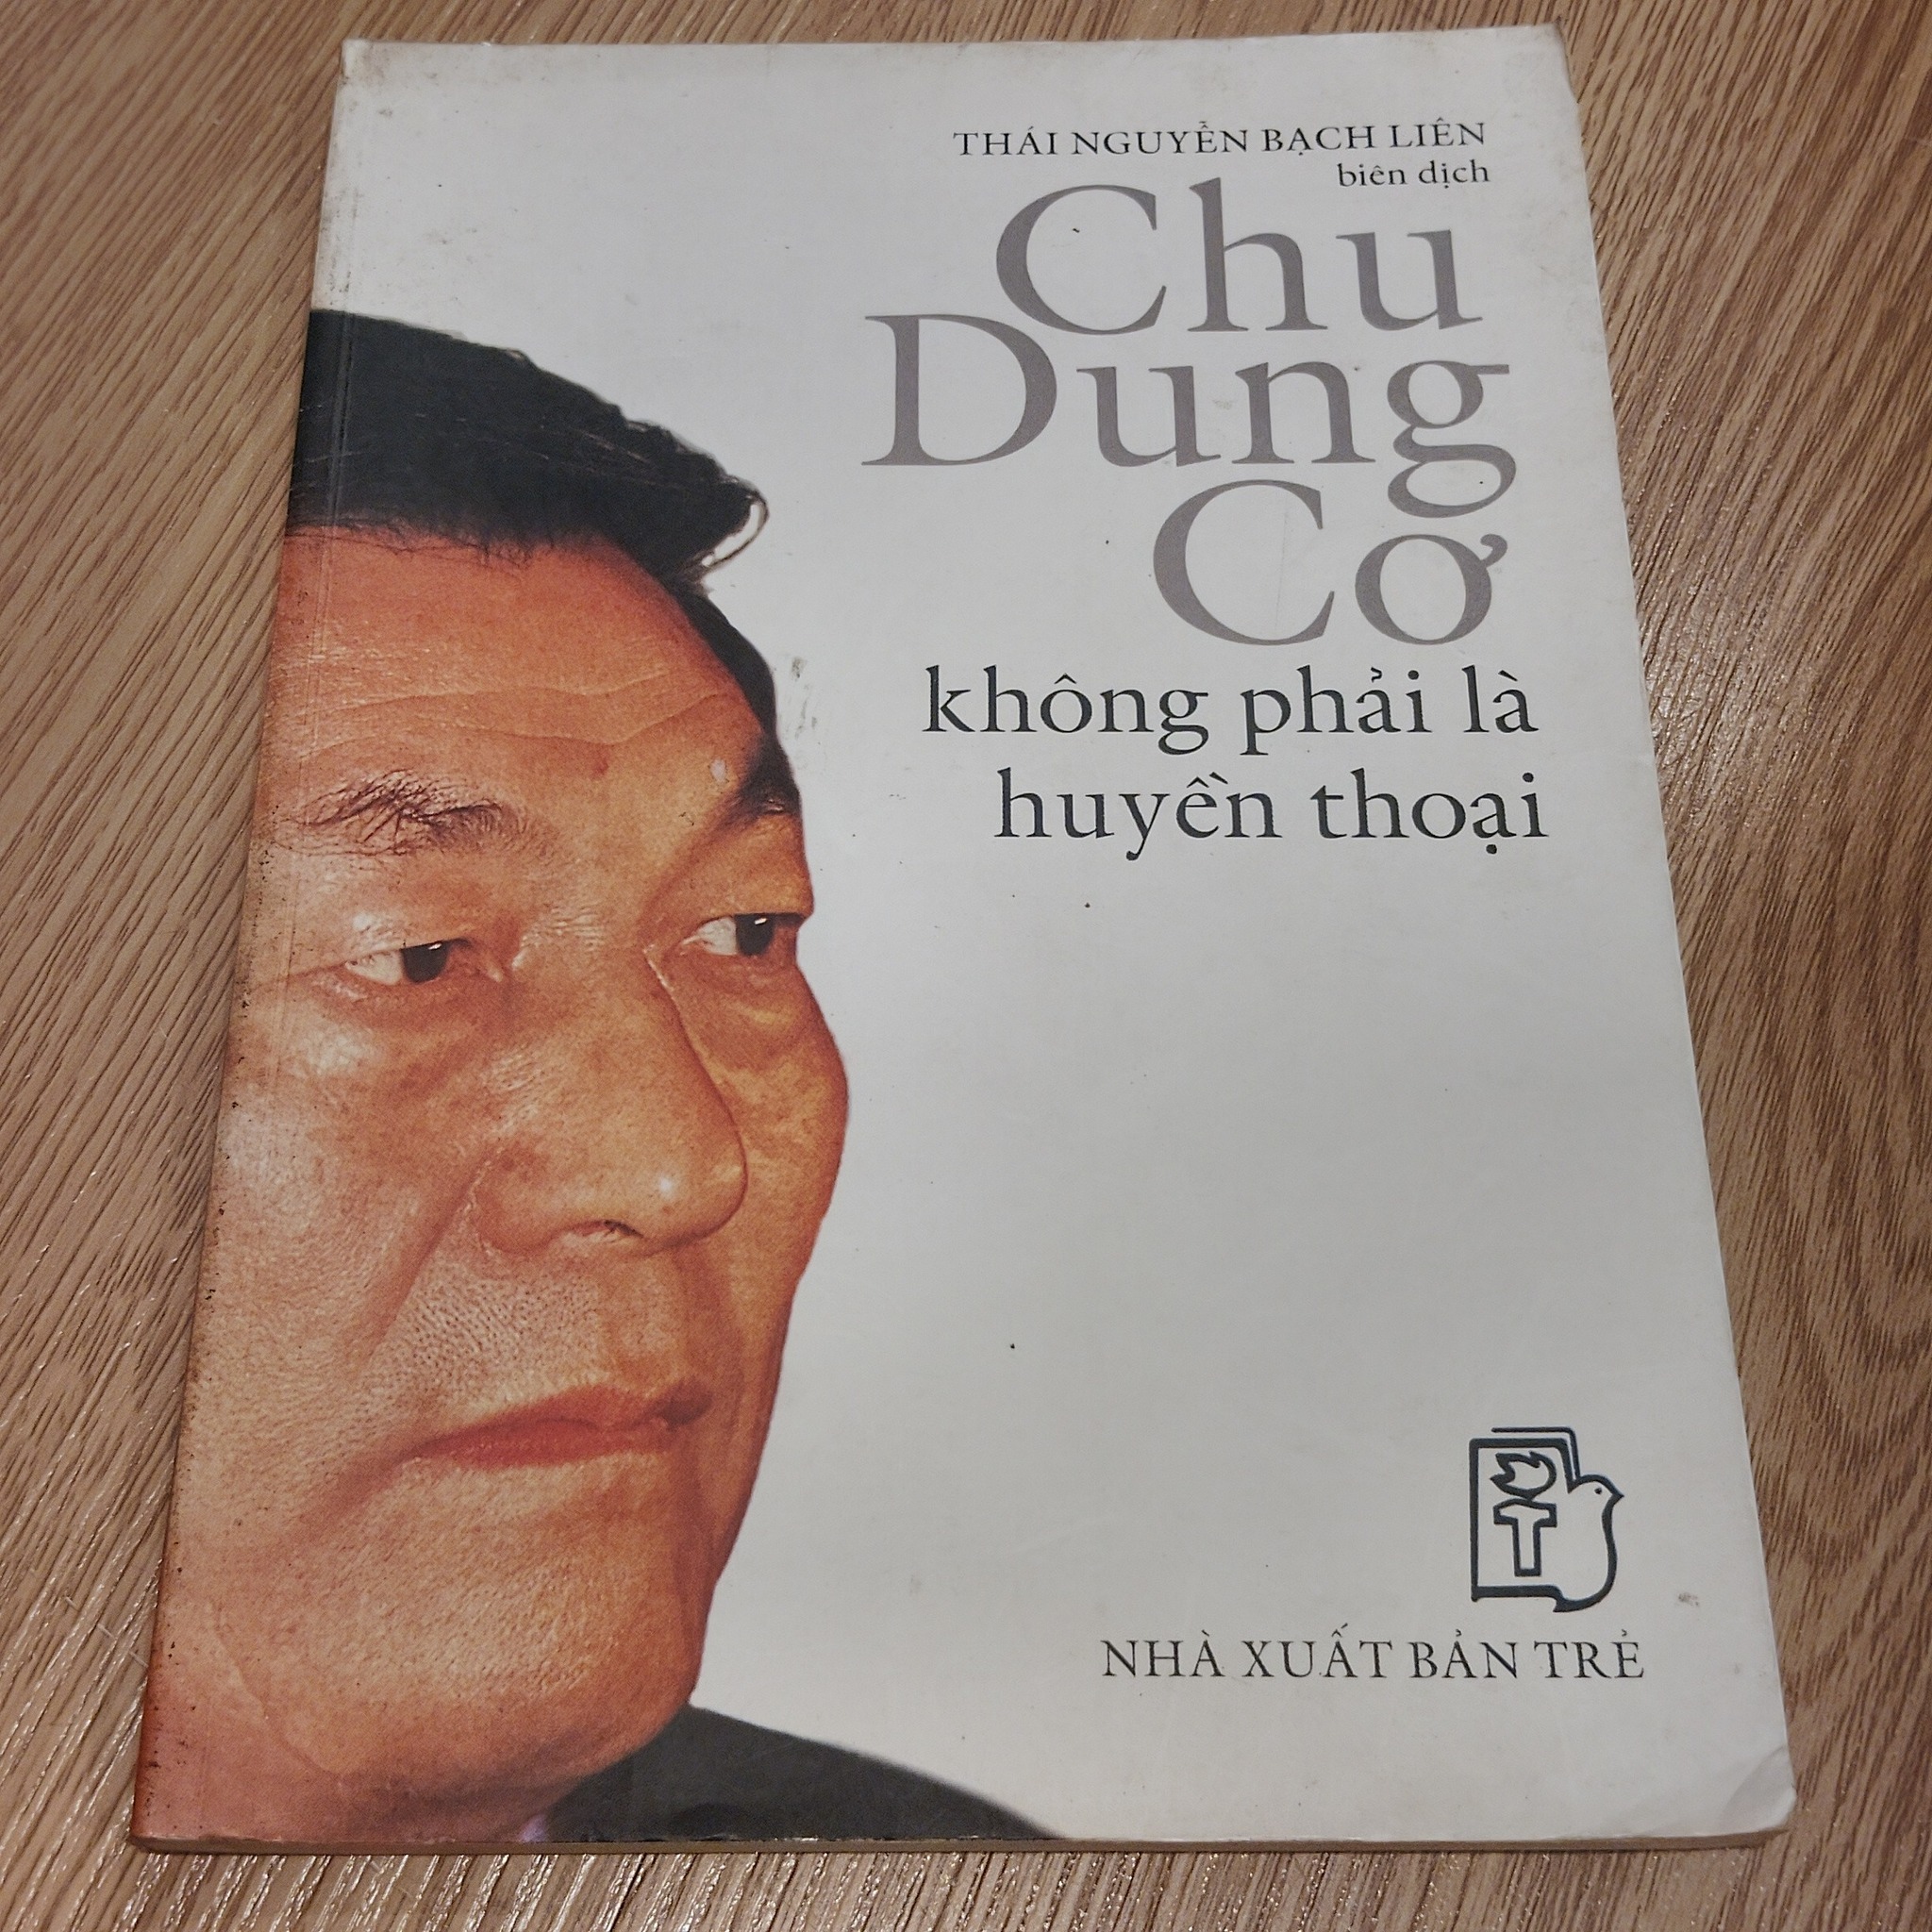 THÁI NGUYỄN BẠCH LIÊN
biên dịch
Chu
Dung
Cơ
không phải là
huyền thoại
T
NHÀ XUẤT BẢN TRẺ